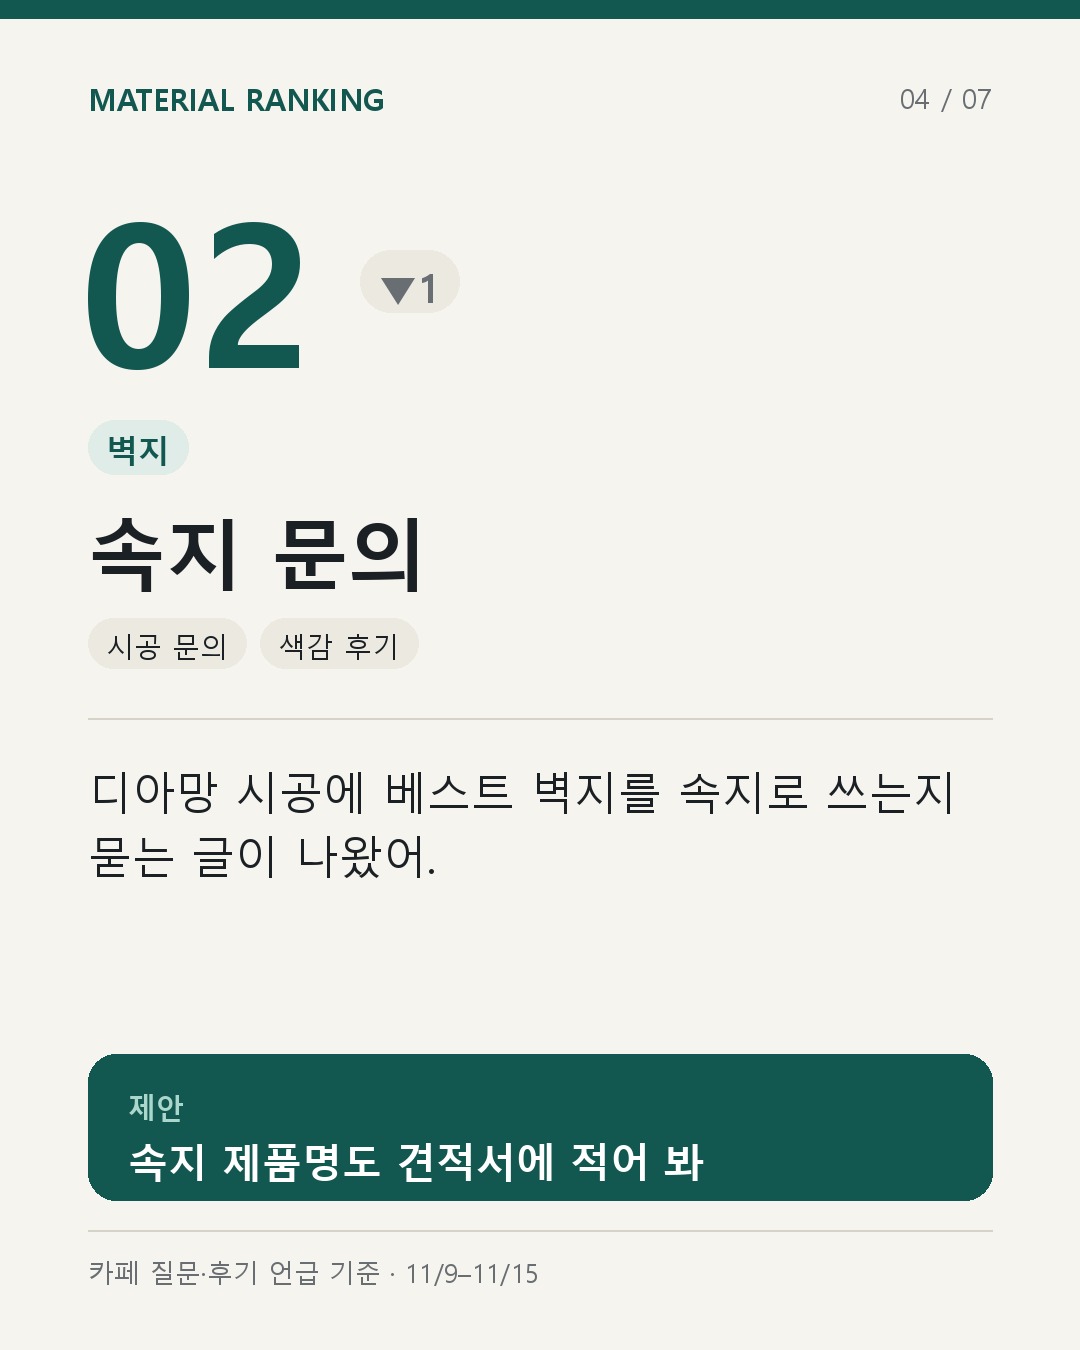 MATERIAL RANKING
04 / 07
02
▼1
벽지
속지 문의
시공 문의
색감 후기
디아망 시공에 베스트 벽지를 속지로 쓰는지
묻는 글이 나왔어.
제안
속지 제품명도 견적서에 적어 봐
카페 질문·후기 언급 기준 · 11/9–11/15